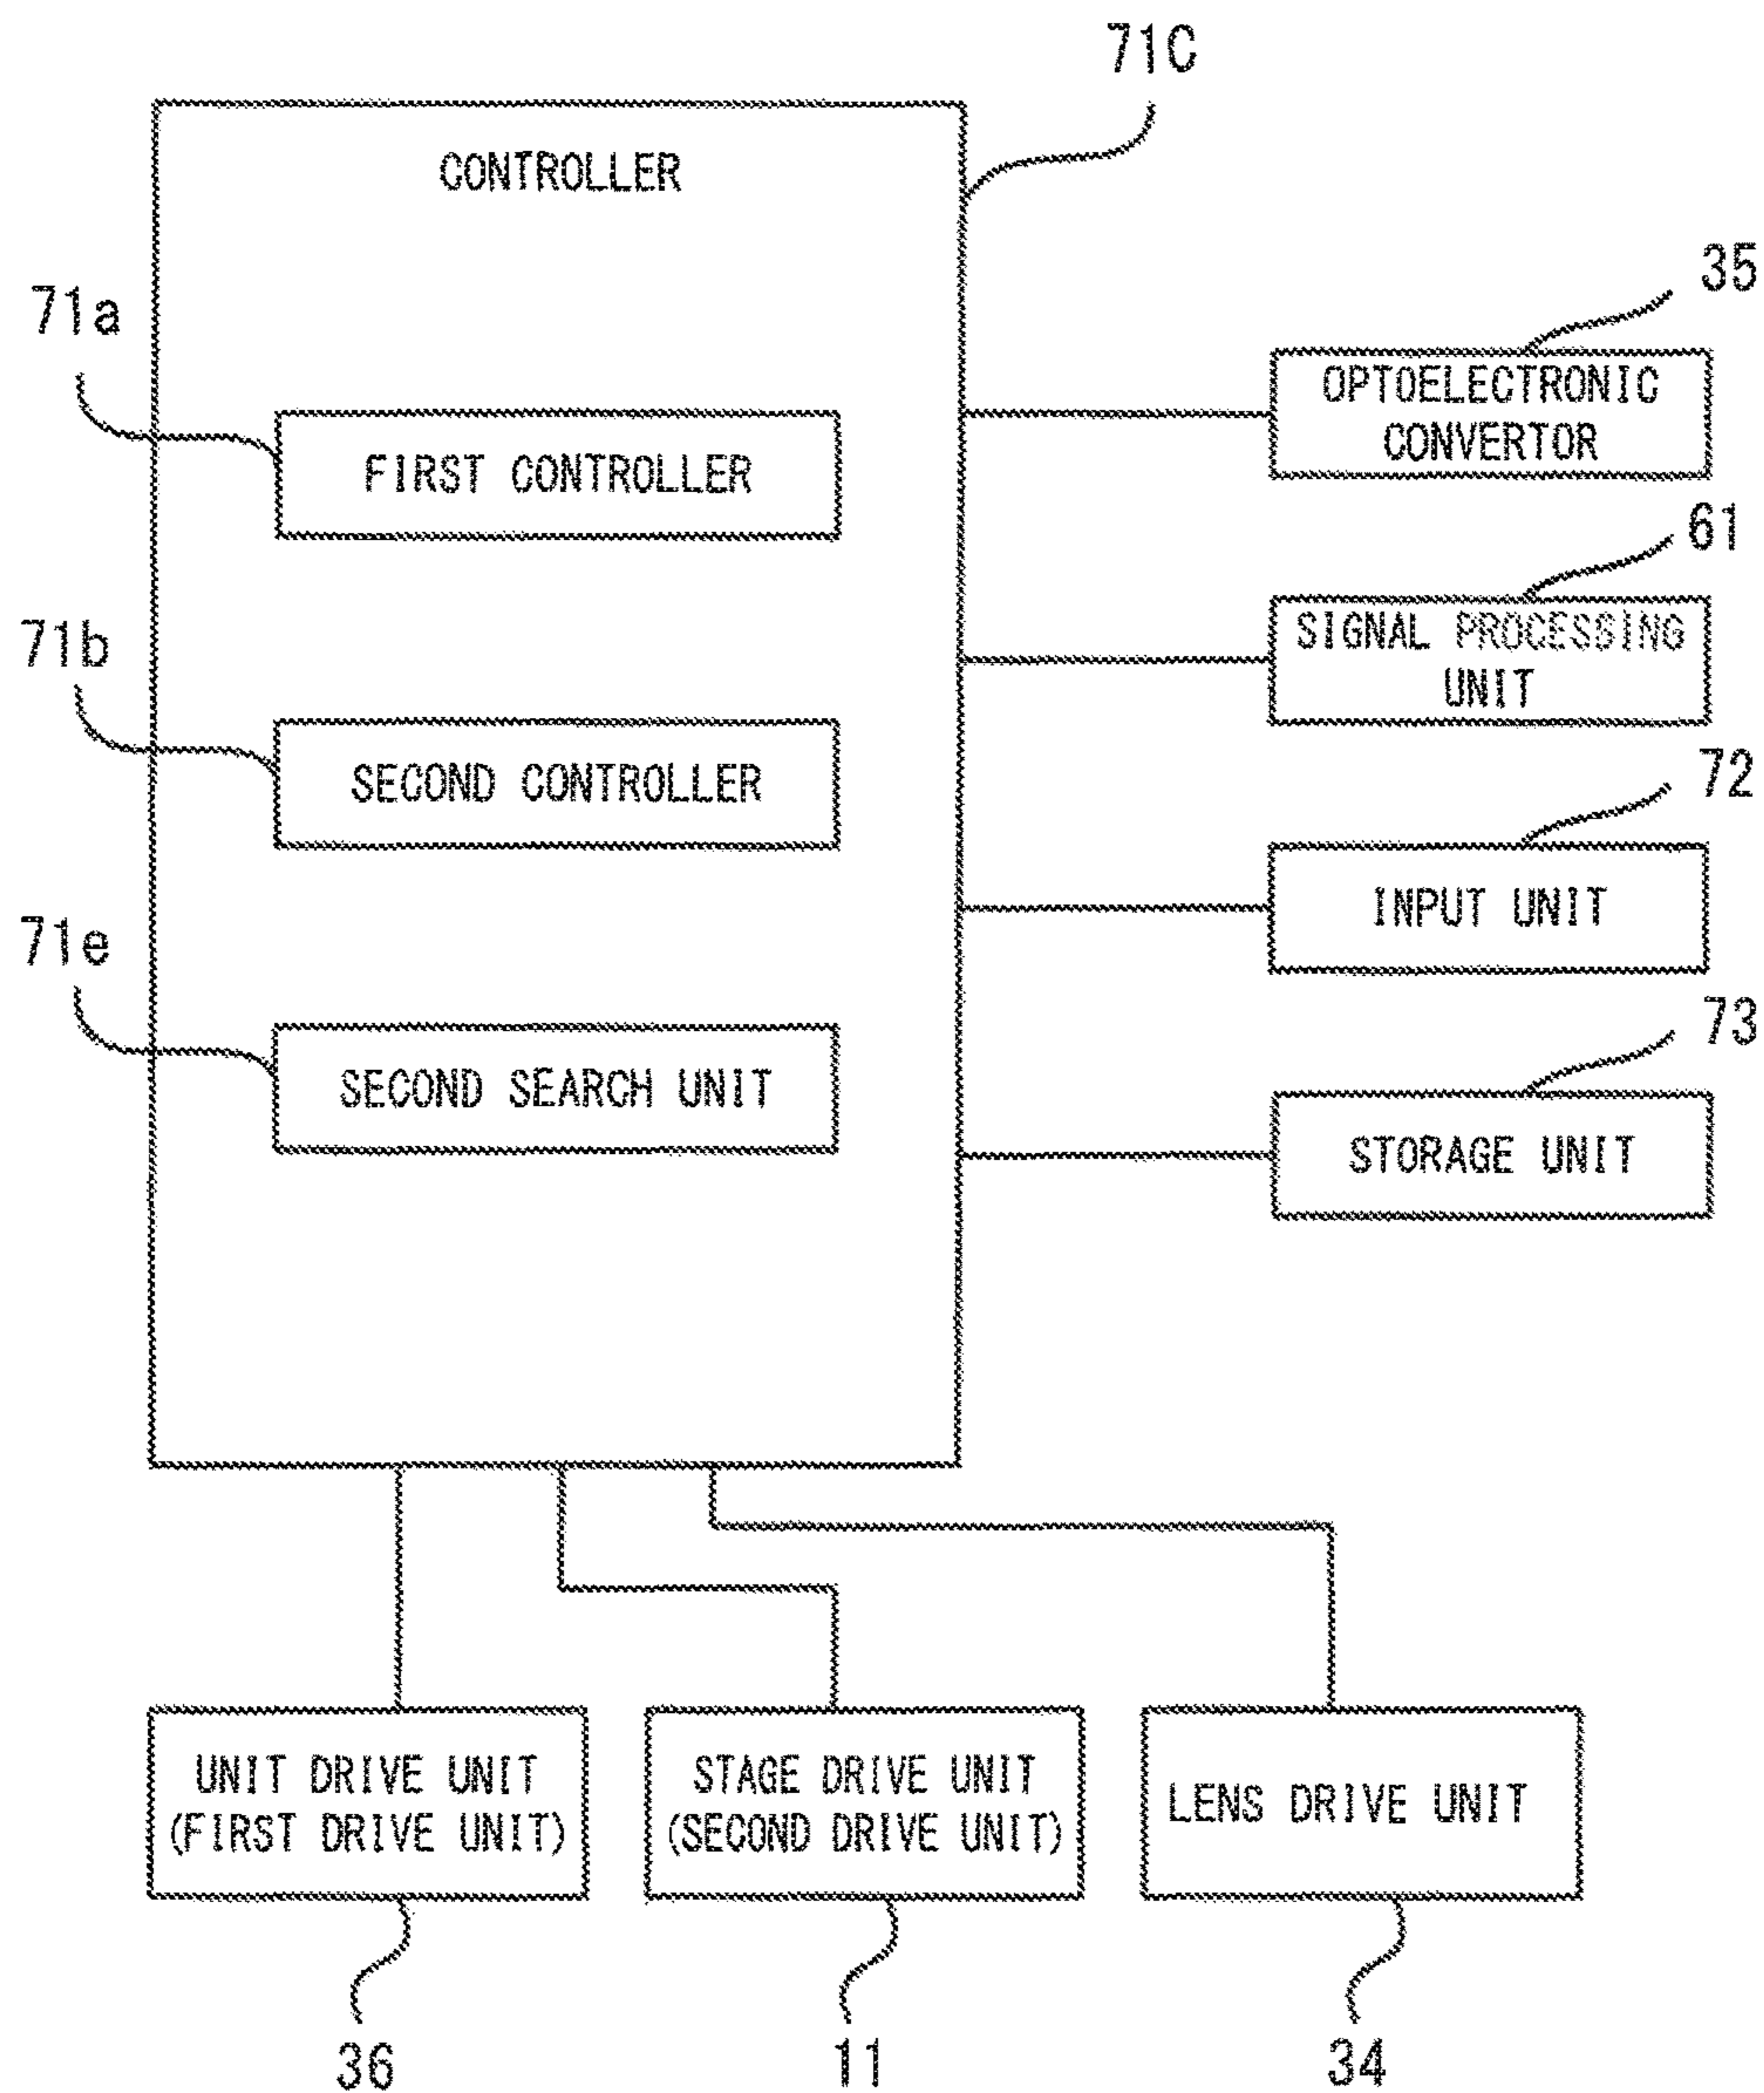 71C
CONTROLLER
35
71a
OPTOELECTRONIC
CONVERTOR
FIRST CONTROLLER
61
SIGNAL PROCESSING
UNIT
71b
SECOND CONTROLLER
72
INPUT UNIT
71e
73
SECOND SEARCH UNIT
STORAGE UNIT
UNIT DRIVE UNIT
(FIRST DRIVE UNIT)
STAGE DRIVE UNIT
(SECOND DRIVE UNIT)
LENS DRIVE UNIT
36
11
34